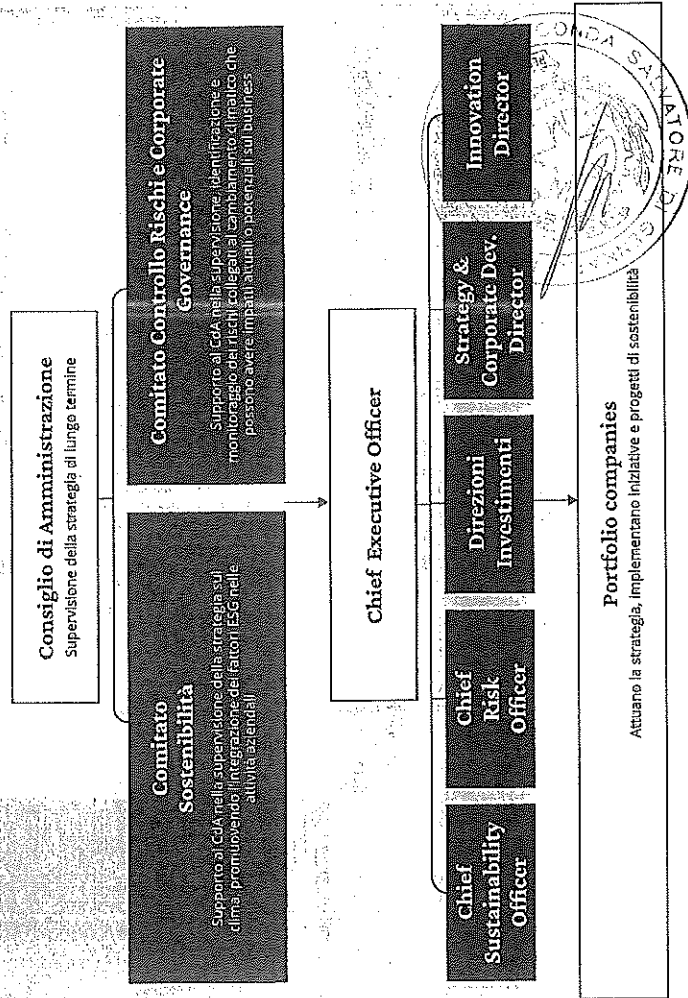 Consiglio di Amministrazione
Supervisione della strategia di lungo termine
Comitato
Sostenibilità
Supporto al CdA nella supervisione della strategia sul
clima, promuovendo l'integrazione dei fattori ESG nelle
attività aziendali
Comitato Controllo Rischi e Corporate
Governance
Supporto al CdA nella supervisione, identificazione e
monitoraggio dei rischi collegati al cambiamento climatico che
possono avere impatti attuali o potenziali sul business
Chief Executive Officer
Chief
Sustainability
Officer
Chief
Risk
Officer
Direzioni
Investimenti
Strategy &
Corporate Dev.
Director
Innovation
Director
Portfolio companies
Attuano la strategia, implementano iniziative e progetti di sostenibilità
SALVATORE DI